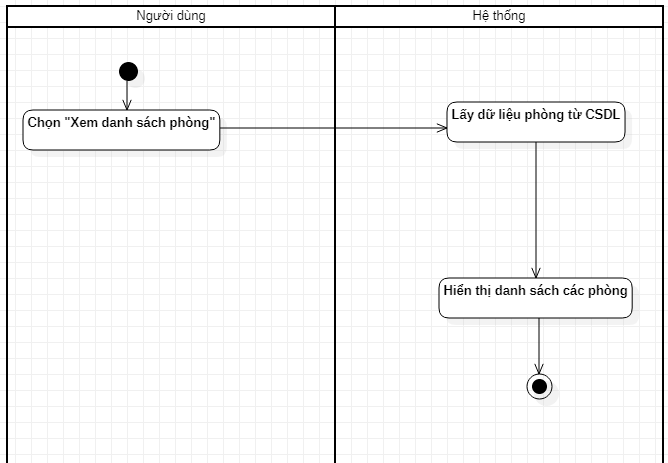 Người dùng
Hệ thống
Chọn "Xem danh sách phòng"
Lấy dữ liệu phòng từ CSDL
Hiển thị danh sách các phòng